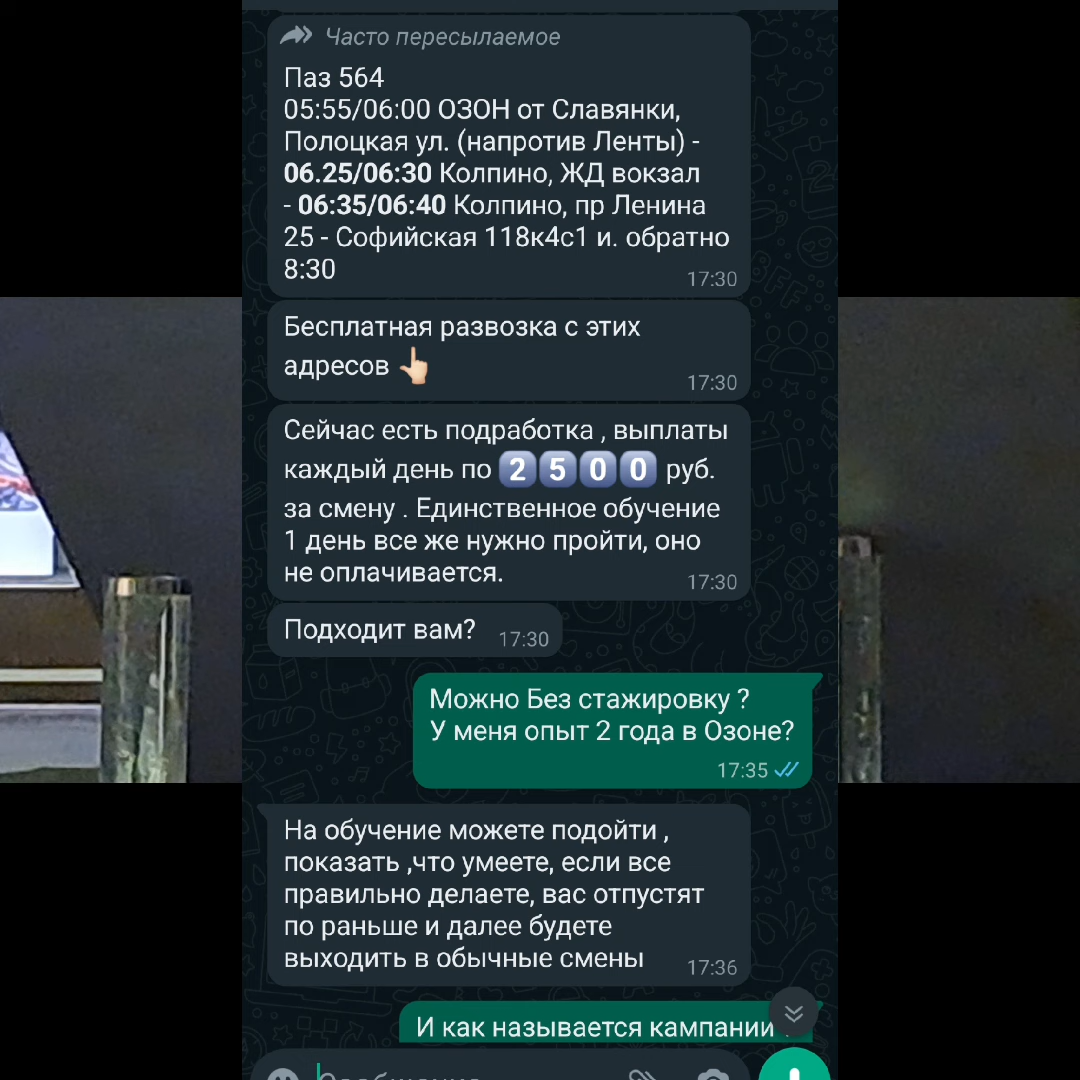 Часто пересылаемое
Паз 564
05:55/06:00 ОЗОН от Славянки,
Полоцкая ул. (напротив Ленты) -
06.25/06:30 Колпино, ЖД вокзал
- 06:35/06:40 Колпино, пр Ленина
25 - Софийская 118к4с1 и. обратно
8:30
17:30
Бесплатная развозка с этих
адресов 👆🏻
17:30
Сейчас есть подработка , выплаты
каждый день по 2️⃣5️⃣0️⃣0️⃣ руб.
за смену . Единственное обучение
1 день все же нужно пройти, оно
не оплачивается.
17:30
Подходит вам?
17:30
Можно Без стажировку ?
У меня опыт 2 года в Озоне?
17:35
На обучение можете подойти ,
показать ,что умеете, если все
правильно делаете, вас отпустят
по раньше и далее будете
выходить в обычные смены
17:36
И как называется кампании